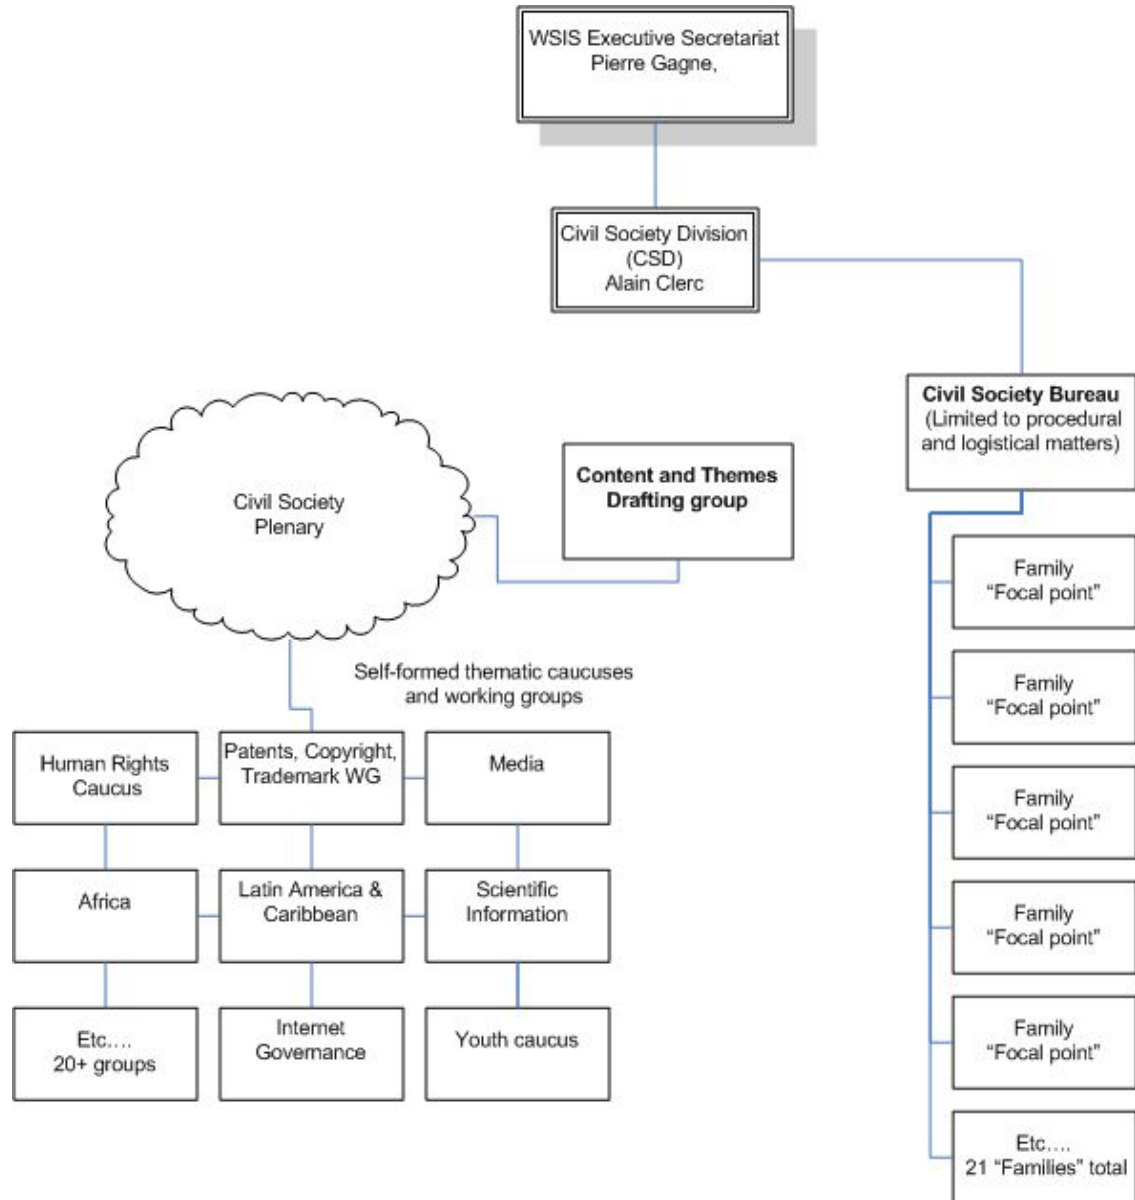 WSIS Executive Secretariat
Pierre Gagne,
Civil Society Division
(CSD)
Alain Clerc
Civil Society Bureau
(Limited to procedural
and logistical matters)
Civil Society
Plenary
Content and Themes
Drafting group
Self-formed thematic caucuses
and working groups
Human Rights
Caucus
Patents, Copyright,
Trademark WG
Media
Africa
Latin America &
Caribbean
Scientific
Information
Etc....
20+ groups
Internet
Governance
Youth caucus
Family
“Focal point”
Family
“Focal point”
Family
“Focal point”
Family
“Focal point”
Family
“Focal point”
Etc....
21 “Families” total